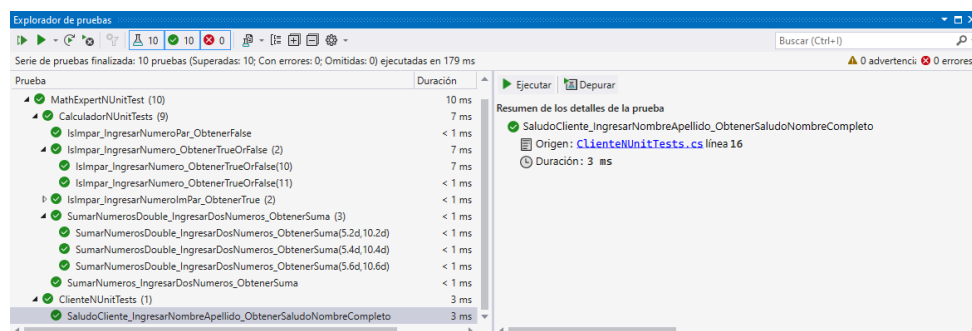 Explorador de pruebas
10 10 0 Buscar (Ctrl+I)
Serie de pruebas finalizada: 10 pruebas (Superadas: 10; Con errores: 0; Omitidas: 0) ejecutadas en 179 ms 0 advertencia 0 errores
Prueba Duración
MathExpertNUnitTest (10) 10 ms
CalculadorNUnitTests (9) 7 ms
IsImpar_IngresarNumeroPar_ObtenerFalse < 1 ms
IsImpar_IngresarNumero_ObtenerTrueOrFalse (2) 7 ms
IsImpar_IngresarNumero_ObtenerTrueOrFalse(10) 7 ms
IsImpar_IngresarNumero_ObtenerTrueOrFalse(11) < 1 ms
IsImpar_IngresarNumeroImPar_ObtenerTrue (2) < 1 ms
SumarNumerosDouble_IngresarDosNumeros_ObtenerSuma (3) < 1 ms
SumarNumerosDouble_IngresarDosNumeros_ObtenerSuma(5.2d,10.2d) < 1 ms
SumarNumerosDouble_IngresarDosNumeros_ObtenerSuma(5.4d,10.4d) < 1 ms
SumarNumerosDouble_IngresarDosNumeros_ObtenerSuma(5.6d,10.6d) < 1 ms
SumarNumeros_IngresarDosNumeros_ObtenerSuma < 1 ms
ClienteNUnitTests (1) 3 ms
SaludoCliente_IngresarNombreApellido_ObtenerSaludoNombreCompleto 3 ms
Ejecutar Depurar
Resumen de los detalles de la prueba
SaludoCliente_IngresarNombreApellido_ObtenerSaludoNombreCompleto
Origen: ClienteNUnitTests.cs línea 16
Duración: 3 ms